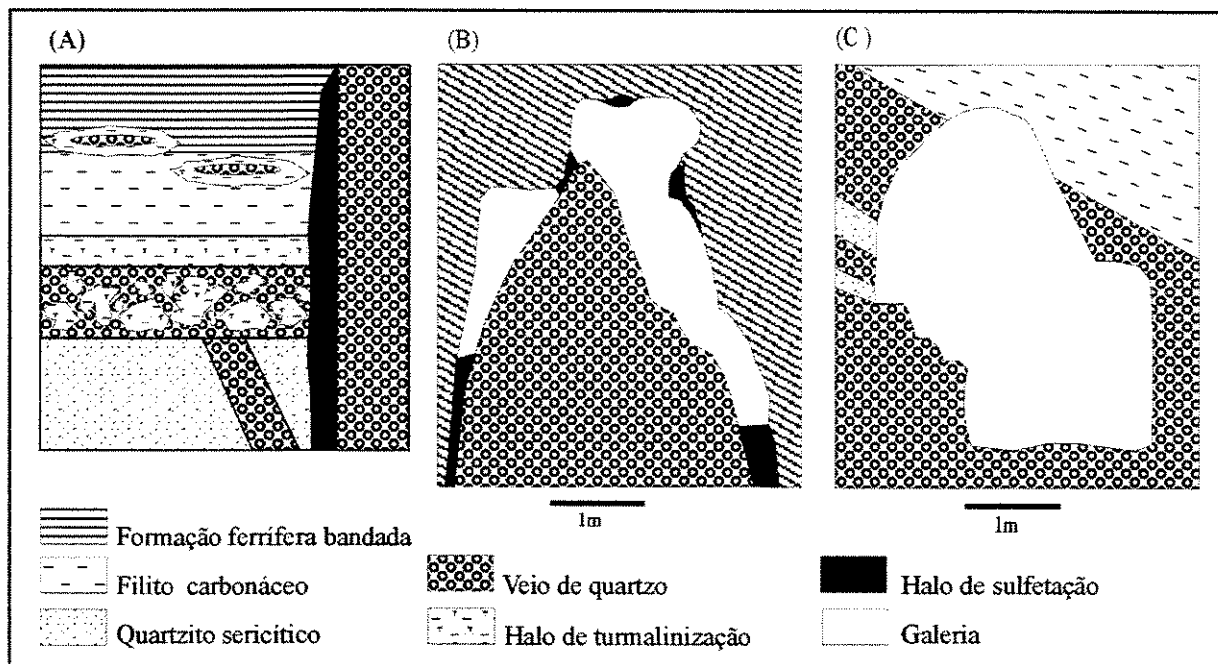 (A)
(B)
(C)
1m
1m
Formação ferrífera bandada
Filito carbonáceo
Quartzito sericítico
Veio de quartzo
Halo de turmalinização
Halo de sulfetação
Galeria